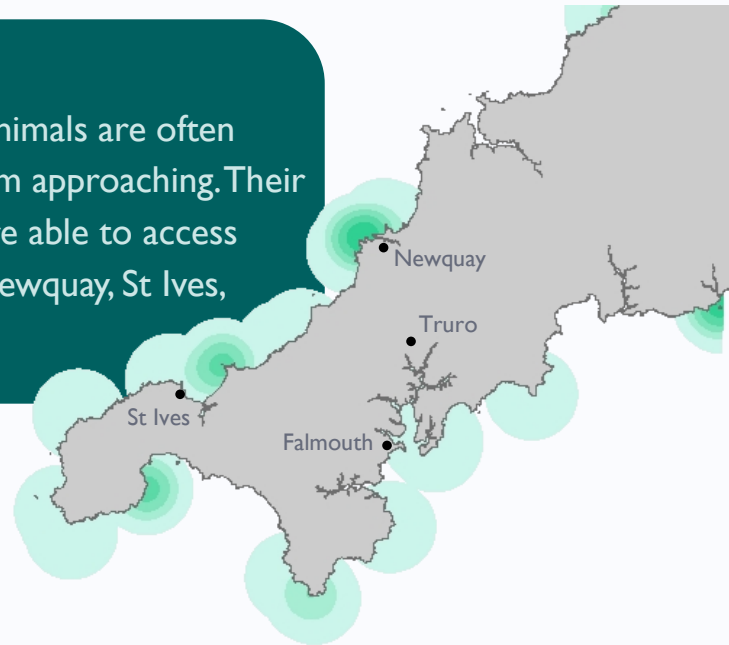 nimals are often
m approaching. Their
e able to access
ewquay, St Ives,
Newquay
Truro
St Ives
Falmouth